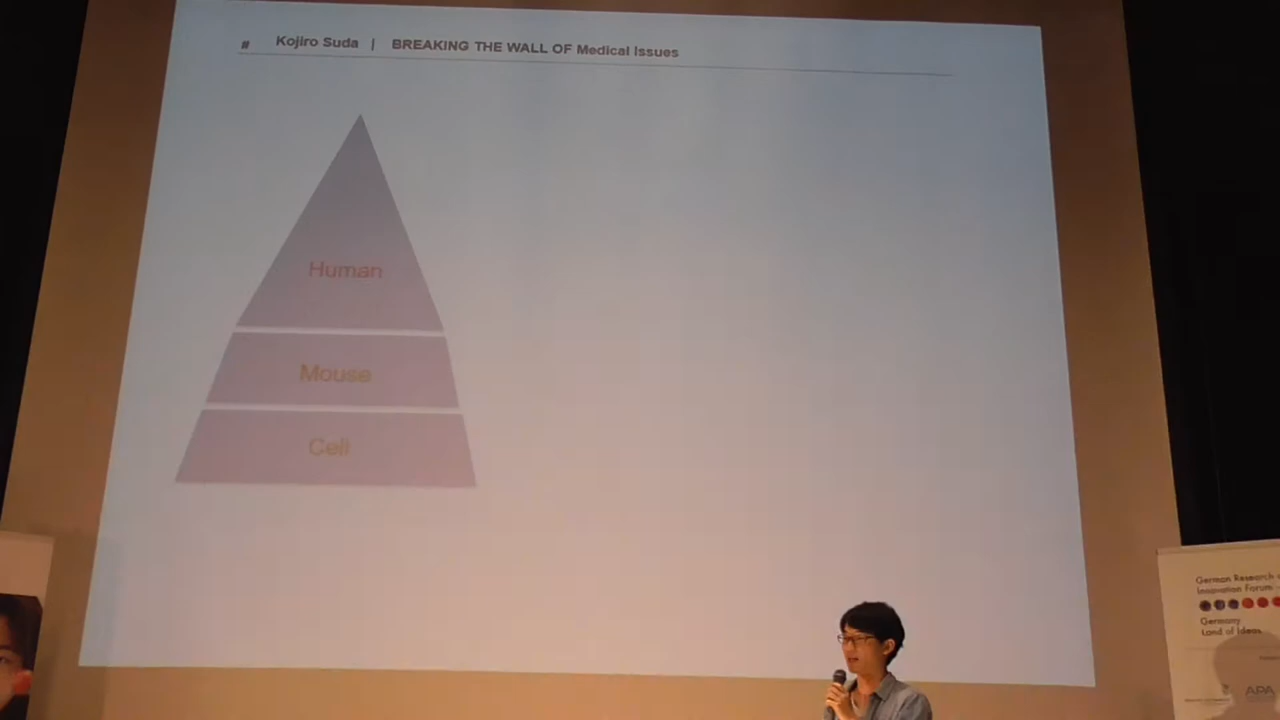 # Kojiro Suda | BREAKING THE WALL OF Medical Issues
Human
Mouse
Cell
German Research
Innovation Forum
Germany
Land of Ideas
APA